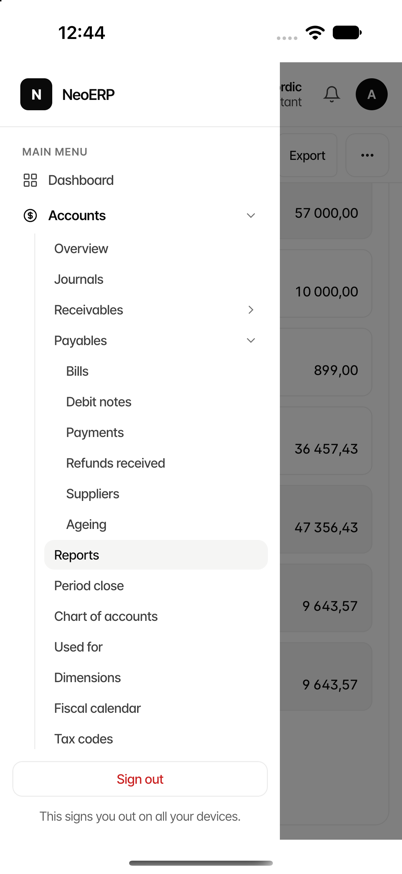 12:44
N NeoERP
MAIN MENU
Dashboard
Accounts
Overview
Journals
Receivables
Payables
Bills
Debit notes
Payments
Refunds received
Suppliers
Ageing
Reports
Period close
Chart of accounts
Used for
Dimensions
Fiscal calendar
Tax codes
Sign out
This signs you out on all your devices.
A
Export
57 000,00
10 000,00
899,00
36 457,43
47 356,43
9 643,57
9 643,57